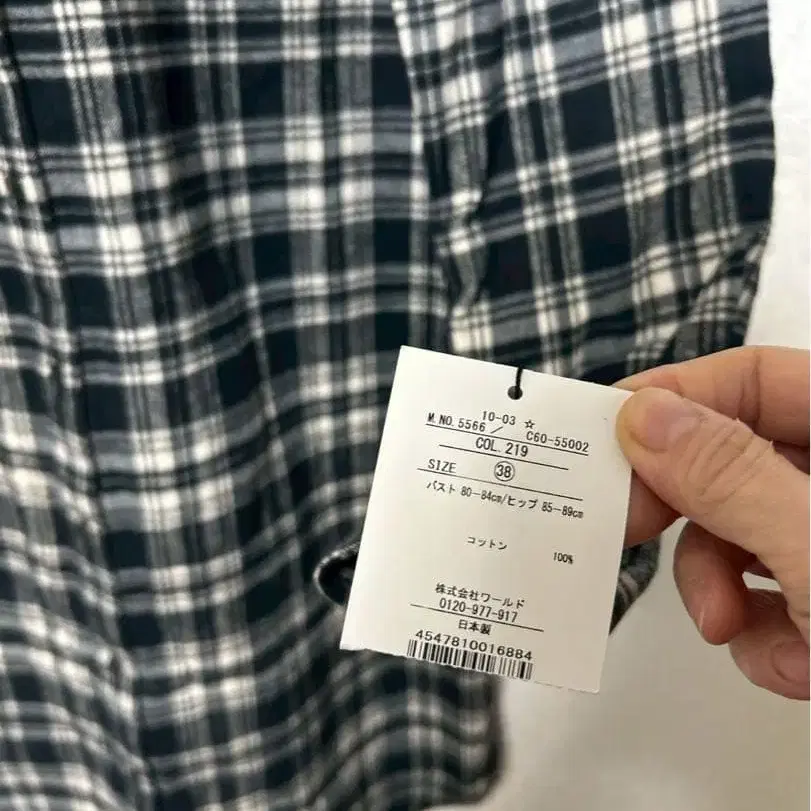 10-03 ☆
M.NO.5566 / C60-55002
COL.219
SIZE 38
バスト 80-84cm/ヒップ 85-89cm
コットン 100%
株式会社ワールド
0120-977-917
日本製
4547810016884